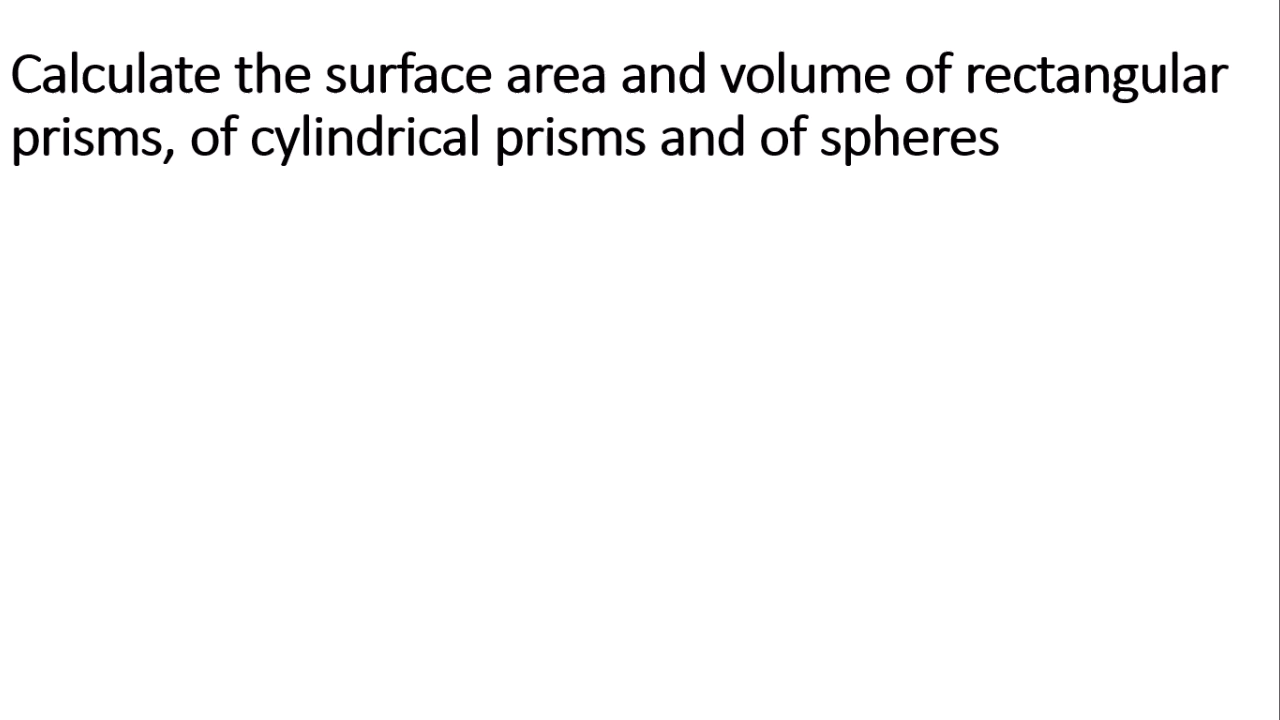 Calculate the surface area and volume of rectangular
prisms, of cylindrical prisms and of spheres